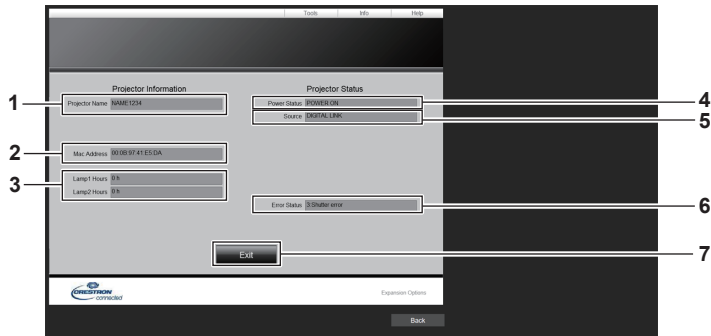 Tools Info Help
Projector Information Projector Status
1 Projector Name NAME1234 Power Status POWER ON 4
Source DIGITAL LINK 5
2 Mac Address 00:0B:97:41:E5:DA
3 Lamp1 Hours 0 h
Lamp2 Hours 0 h
Error Status 3:Shutter error 6
Exit 7
CRESTRON
connected Expansion Options
Back